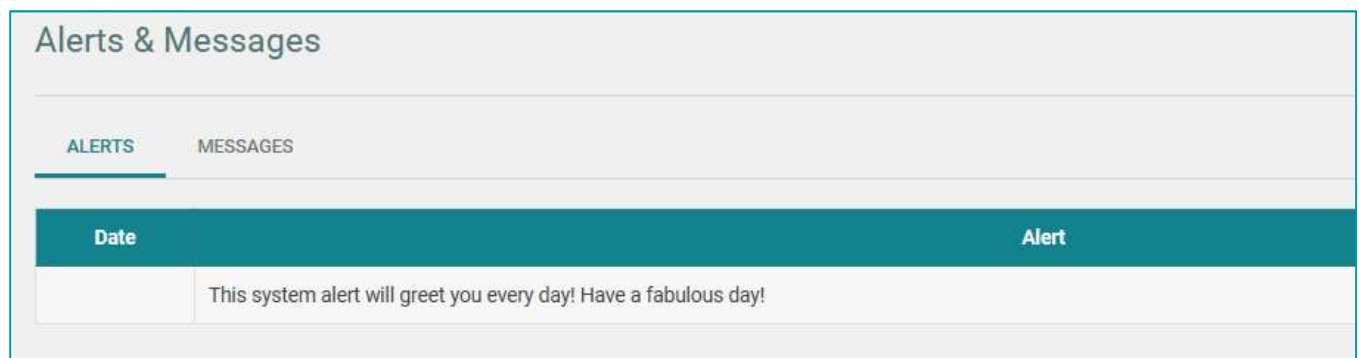 Alerts & Messages
ALERTS MESSAGES
Date Alert
This system alert will greet you every day! Have a fabulous day!